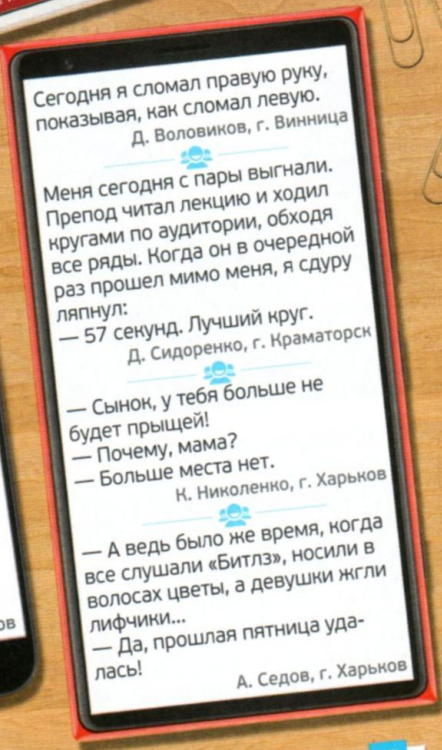 Сегодня я сломал правую руку,
показывая, как сломал левую.
Д. Воловиков, г. Винница
Меня сегодня с пары выгнали.
Препод читал лекцию и ходил
кругами по аудитории, обходя
все ряды. Когда он в очередной
раз прошел мимо меня, я сдуру
ляпнул:
— 57 секунд. Лучший круг.
Д. Сидоренко, г. Краматорск
— Сынок, у тебя больше не
будет прыщей!
— Почему, мама?
— Больше места нет.
К. Николенко, г. Харьков
— А ведь было же время, когда
все слушали «Битлз», носили в
волосах цветы, а девушки жгли
лифчики...
— Да, прошлая пятница уда-
лась!
А. Седов, г. Харьков